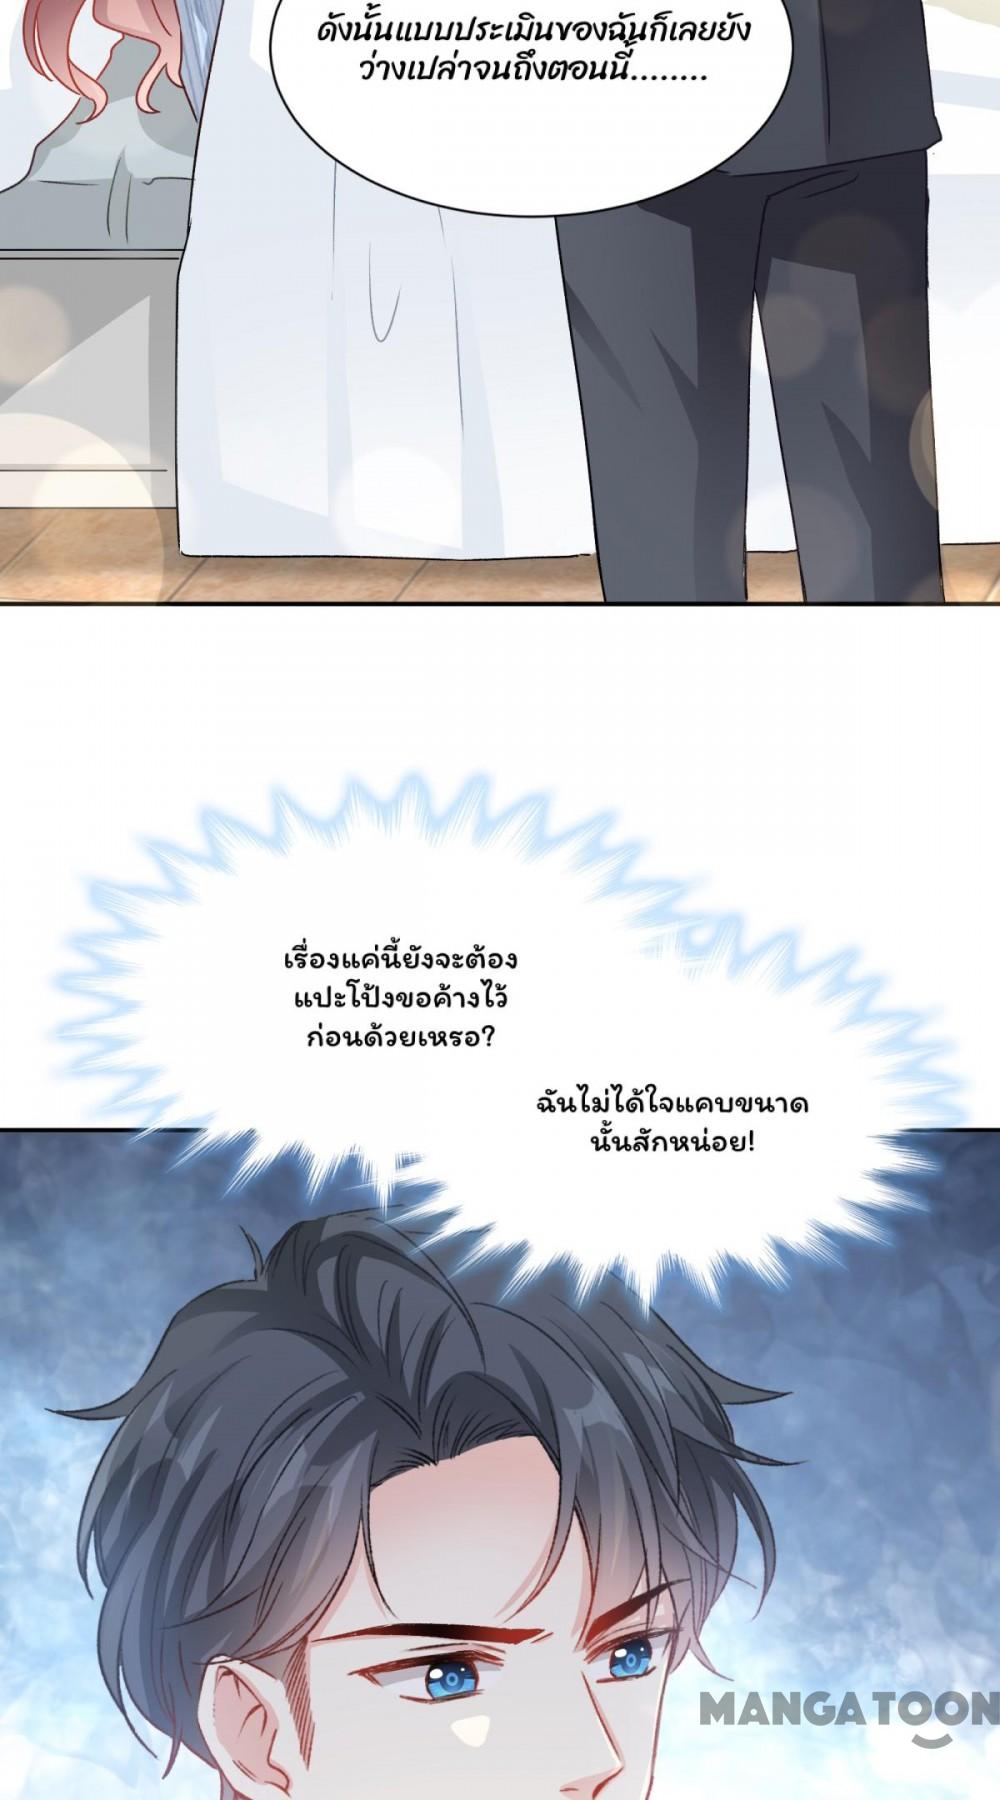 ดังนั้นแบบประเมินของฉันก็เลยยัง
ว่างเปล่าจนถึงตอนนี้........
เรื่องแค่นี้ยังจะต้อง
แปะโป้งขอค้างไว้
ก่อนด้วยเหรอ?
ฉันไม่ได้ใจแคบขนาด
นั้นสักหน่อย!
MANGATOON